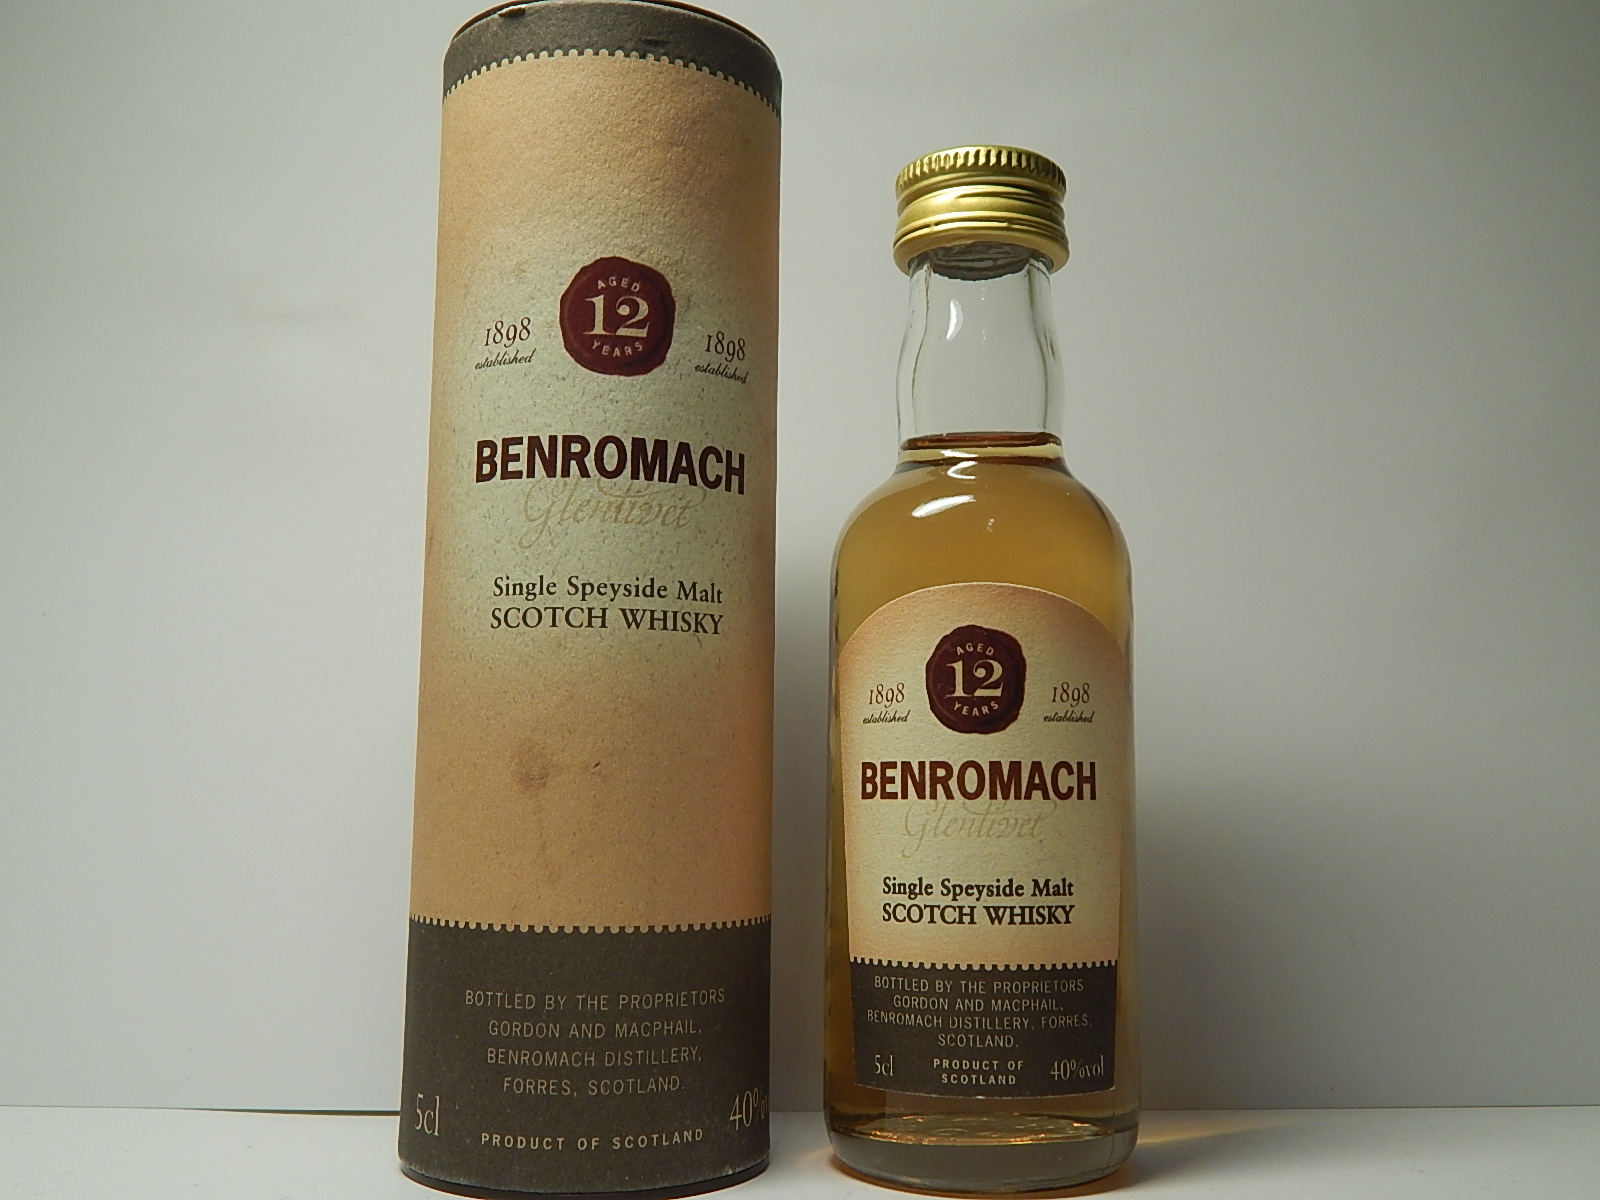 AGED
12
YEARS
1898
established
1898
established
BENROMACH
Glenlivet
Single Speyside Malt
SCOTCH WHISKY
BOTTLED BY THE PROPRIETORS
GORDON AND MACPHAIL,
BENROMACH DISTILLERY,
FORRES, SCOTLAND.
5cl
40%
PRODUCT OF SCOTLAND
AGED
12
YEARS
1898
established
1898
established
BENROMACH
Glenlivet
Single Speyside Malt
SCOTCH WHISKY
BOTTLED BY THE PROPRIETORS
GORDON AND MACPHAIL,
BENROMACH DISTILLERY, FORRES,
SCOTLAND.
5cl
PRODUCT OF
SCOTLAND
40%vol